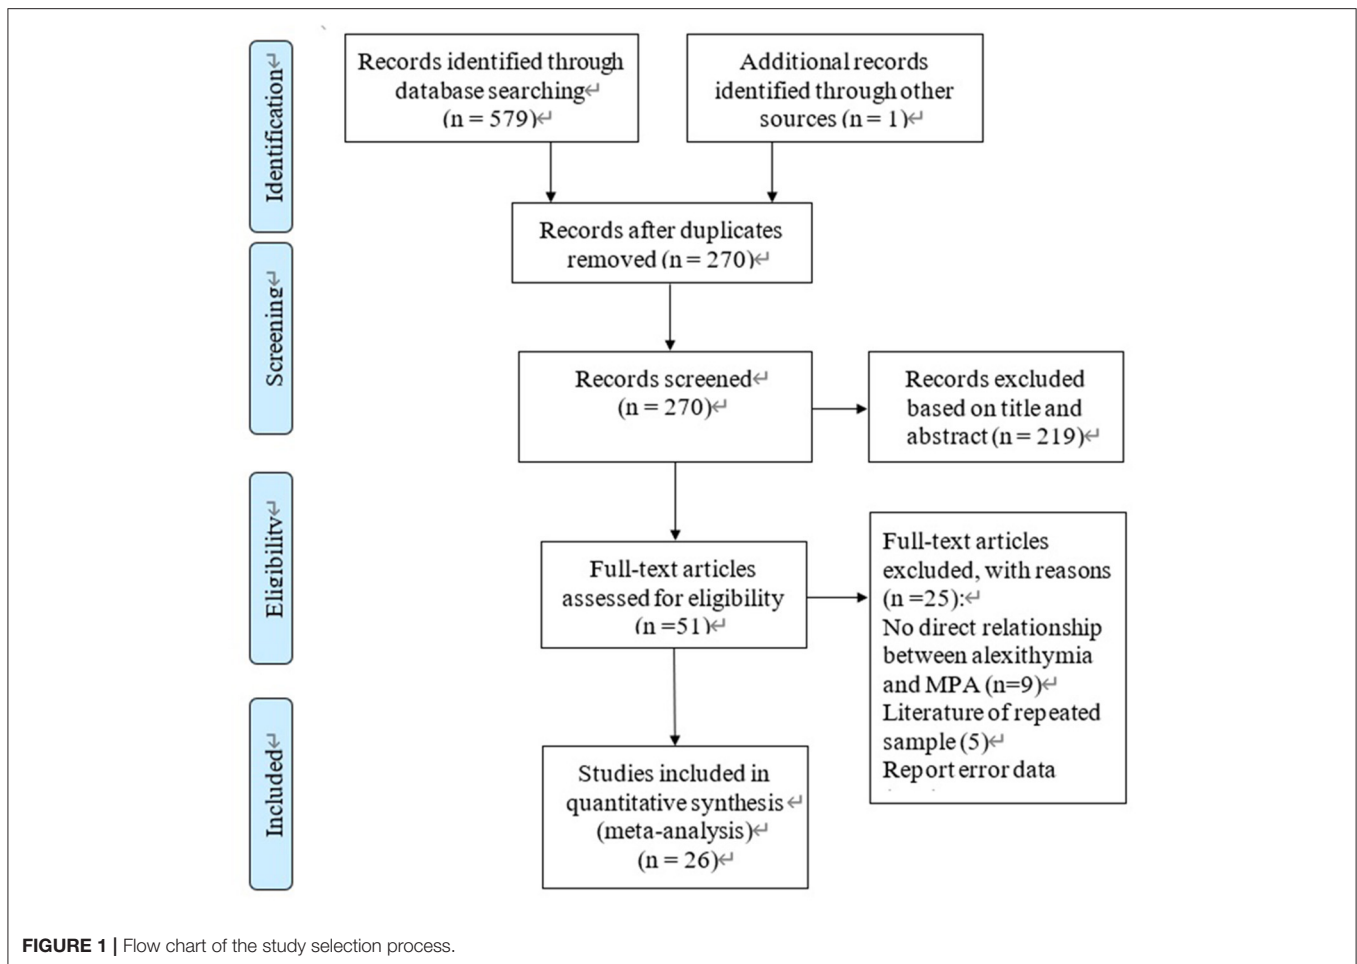 Identification↵
Records identified through
database searching↵
(n = 579)↵
Additional records
identified through other
sources (n = 1)↵
Records after duplicates
removed (n = 270)↵
Screening↵
Records screened↵
(n = 270)↵
Records excluded
based on title and
abstract (n = 219)↵
Eligibility↵
Full-text articles
assessed for eligibility
(n =51)↵
Full-text articles
excluded, with reasons
(n =25):↵
No direct relationship
between alexithymia
and MPA (n=9)↵
Literature of repeated
sample (5)↵
Report error data
Included↵
Studies included in
quantitative synthesis ↵
(meta-analysis)↵
(n = 26)↵
FIGURE 1 | Flow chart of the study selection process.